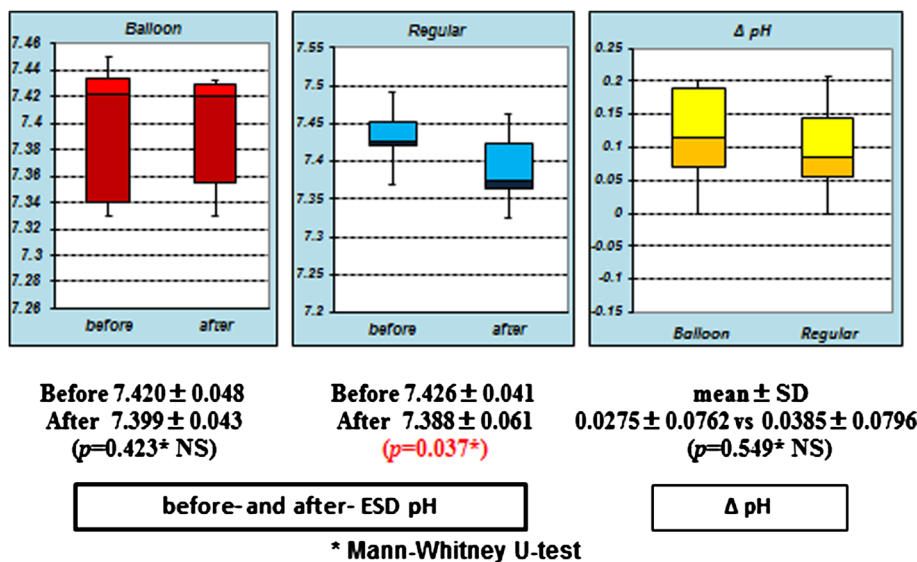 Balloon
7.46
7.44
7.42
7.4
7.38
7.36
7.34
7.32
7.3
7.28
7.26
before after
Regular
7.55
7.5
7.45
7.4
7.35
7.3
7.25
7.2
before after
Δ pH
0.25
0.2
0.15
0.1
0.05
0
-0.05
-0.1
-0.15
Balloon Regular
Before 7.420 ± 0.048
After 7.399 ± 0.043
(p=0.423* NS)
Before 7.426 ± 0.041
After 7.388 ± 0.061
(p=0.037*)
mean ± SD
0.0275 ± 0.0762 vs 0.0385 ± 0.0796
(p=0.549* NS)
before- and after- ESD pH
Δ pH
* Mann-Whitney U-test